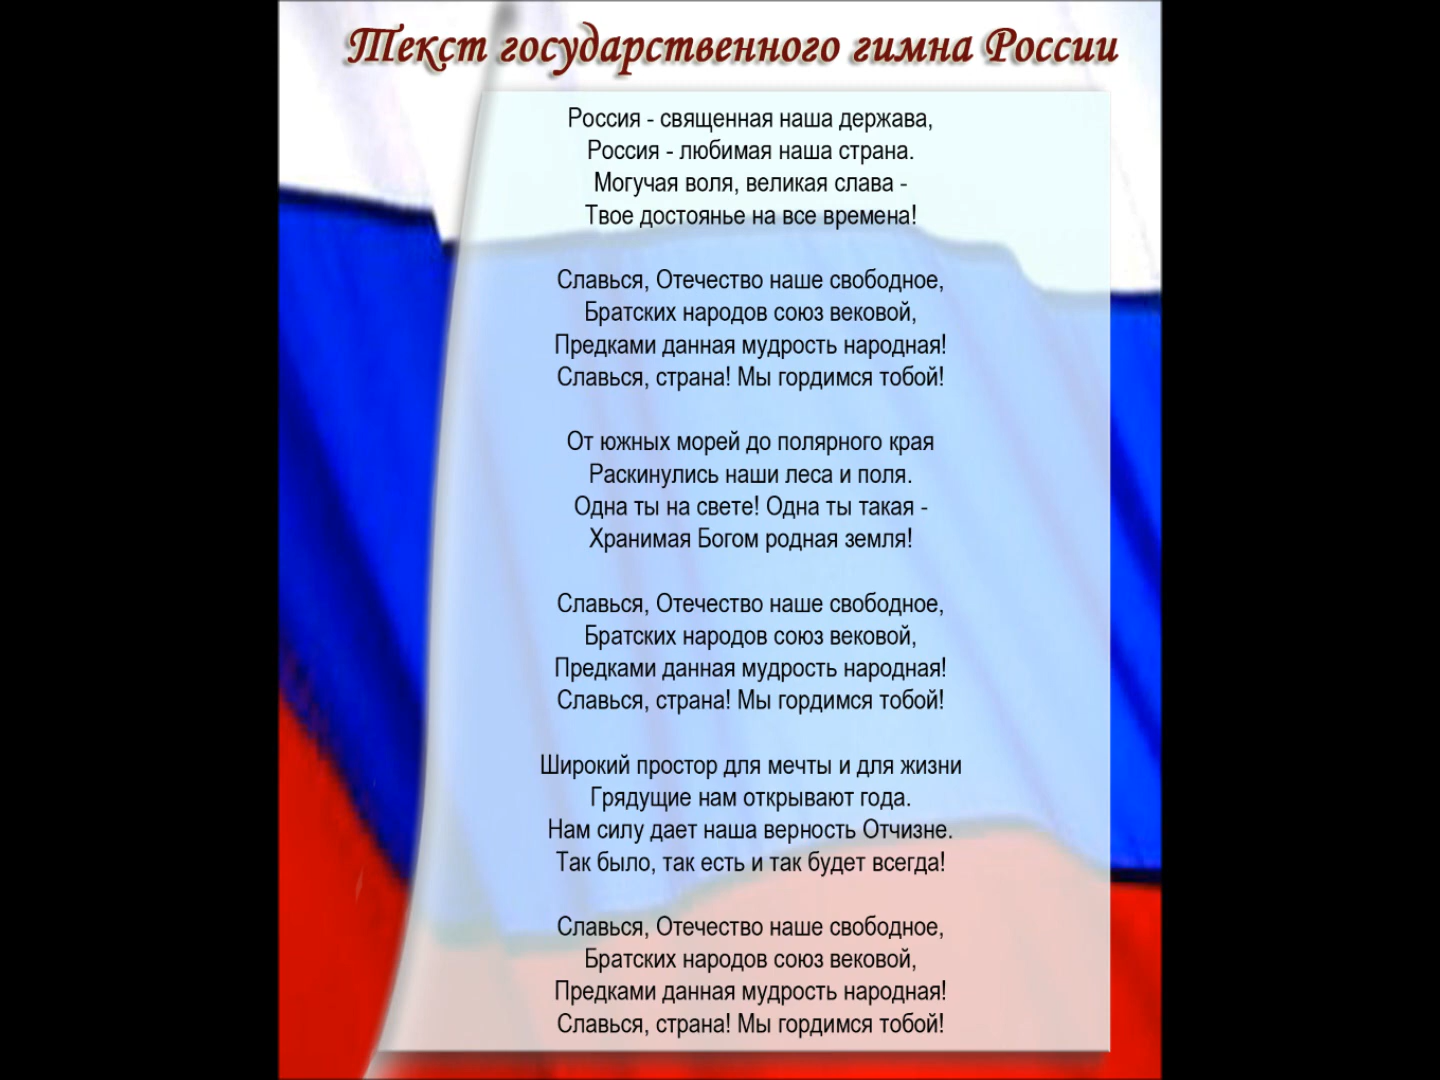 Текст государственного гимна России
Россия - священная наша держава,
Россия - любимая наша страна.
Могучая воля, великая слава -
Твое достоянье на все времена!
Славься, Отечество наше свободное,
Братских народов союз вековой,
Предками данная мудрость народная!
Славься, страна! Мы гордимся тобой!
От южных морей до полярного края
Раскинулись наши леса и поля.
Одна ты на свете! Одна ты такая -
Хранимая Богом родная земля!
Славься, Отечество наше свободное,
Братских народов союз вековой,
Предками данная мудрость народная!
Славься, страна! Мы гордимся тобой!
Широкий простор для мечты и для жизни
Грядущие нам открывают года.
Нам силу дает наша верность Отчизне.
Так было, так есть и так будет всегда!
Славься, Отечество наше свободное,
Братских народов союз вековой,
Предками данная мудрость народная!
Славься, страна! Мы гордимся тобой!